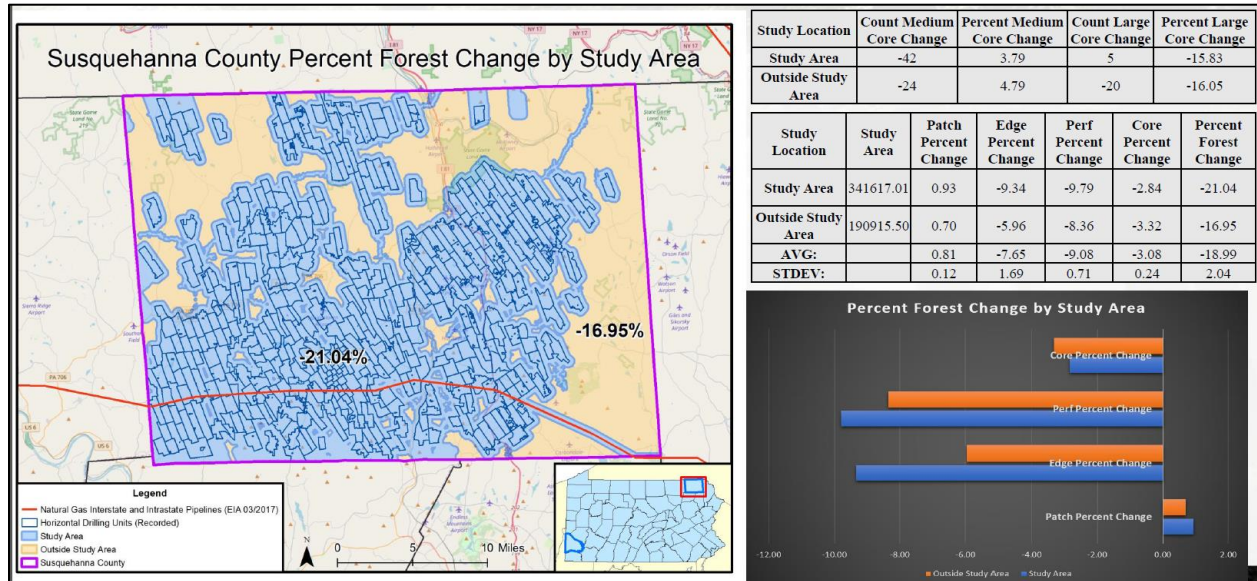 Susquehanna County Percent Forest Change by Study Area
NY 17
I 81
-16.95%
-21.04%
PA 706
US 6
US 6
Legend
Natural Gas Interstate and Intrastate Pipelines (EIA 03/2017)
Horizontal Drilling Units (Recorded)
Study Area
Outside Study Area
Susquehanna County
N
0 5 10 Miles
Study Location Count Medium Core Change Percent Medium Core Change Count Large Core Change Percent Large Core Change
Study Area -42 3.79 5 -15.83
Outside Study Area -24 4.79 -20 -16.05
Study Location Study Area Patch Percent Change Edge Percent Change Perf Percent Change Core Percent Change Percent Forest Change
Study Area 341617.01 0.93 -9.34 -9.79 -2.84 -21.04
Outside Study Area 190915.50 0.70 -5.96 -8.36 -3.32 -16.95
AVG: 0.81 -7.65 -9.08 -3.08 -18.99
STDEV: 0.12 1.69 0.71 0.24 2.04
Percent Forest Change by Study Area
Core Percent Change
Perf Percent Change
Edge Percent Change
Patch Percent Change
-12.00 -10.00 -8.00 -6.00 -4.00 -2.00 0.00 2.00
Outside Study Area Study Area